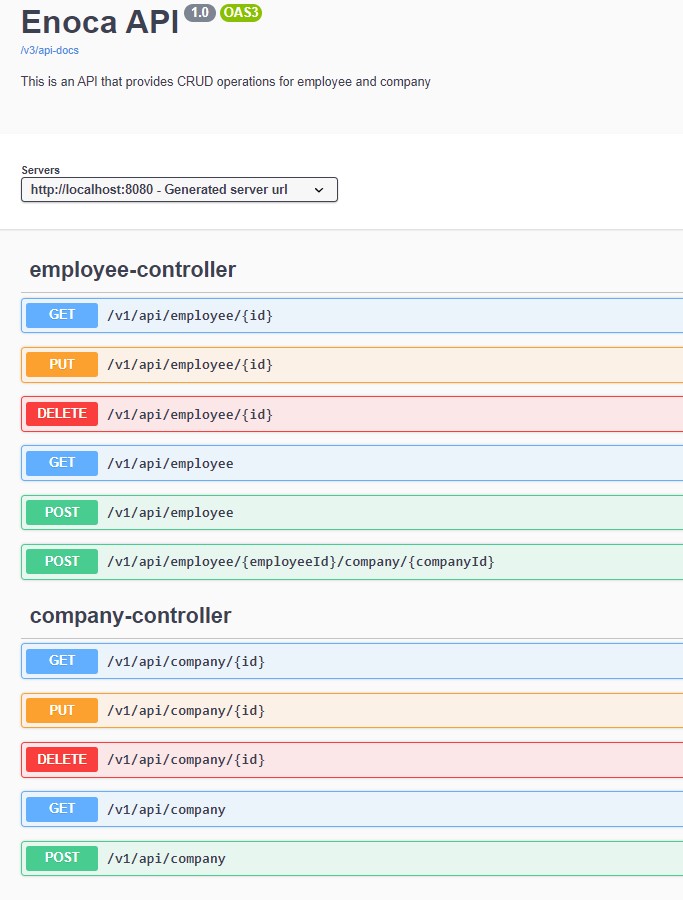 Enoca API 1.0 OAS3
/v3/api-docs
This is an API that provides CRUD operations for employee and company
Servers
http://localhost:8080 - Generated server url
employee-controller
GET /v1/api/employee/{id}
PUT /v1/api/employee/{id}
DELETE /v1/api/employee/{id}
GET /v1/api/employee
POST /v1/api/employee
POST /v1/api/employee/{employeeId}/company/{companyId}
company-controller
GET /v1/api/company/{id}
PUT /v1/api/company/{id}
DELETE /v1/api/company/{id}
GET /v1/api/company
POST /v1/api/company